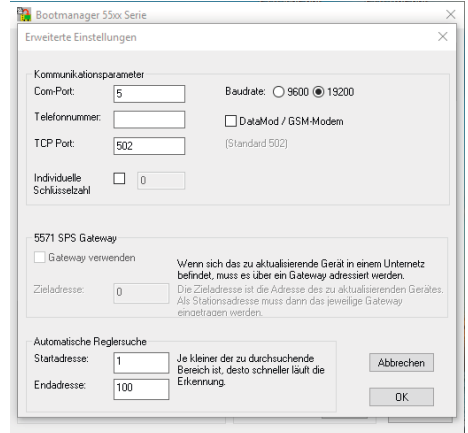 Bootmanager 55xx Serie
Erweiterte Einstellungen
Kommunikationsparameter
Com-Port: 5 Baudrate: 9600 19200
Telefonnummer: DataMod / GSM-Modem
TCP Port: 502 (Standard 502)
Individuelle
Schlüsselzahl 0
5571 SPS Gateway
Gateway verwenden
Wenn sich das zu aktualisierende Gerät in einem Unternetz
befindet, muss es über ein Gateway adressiert werden.
Zieladresse: 0
Die Zieladresse ist die Adresse des zu aktualisierenden Gerätes.
Als Stationsadresse muss dann das jeweilige Gateway
eingetragen werden.
Automatische Reglersuche
Startadresse: 1
Endadresse: 100
Je kleiner der zu durchsuchende
Bereich ist, desto schneller läuft die
Erkennung.
Abbrechen
OK